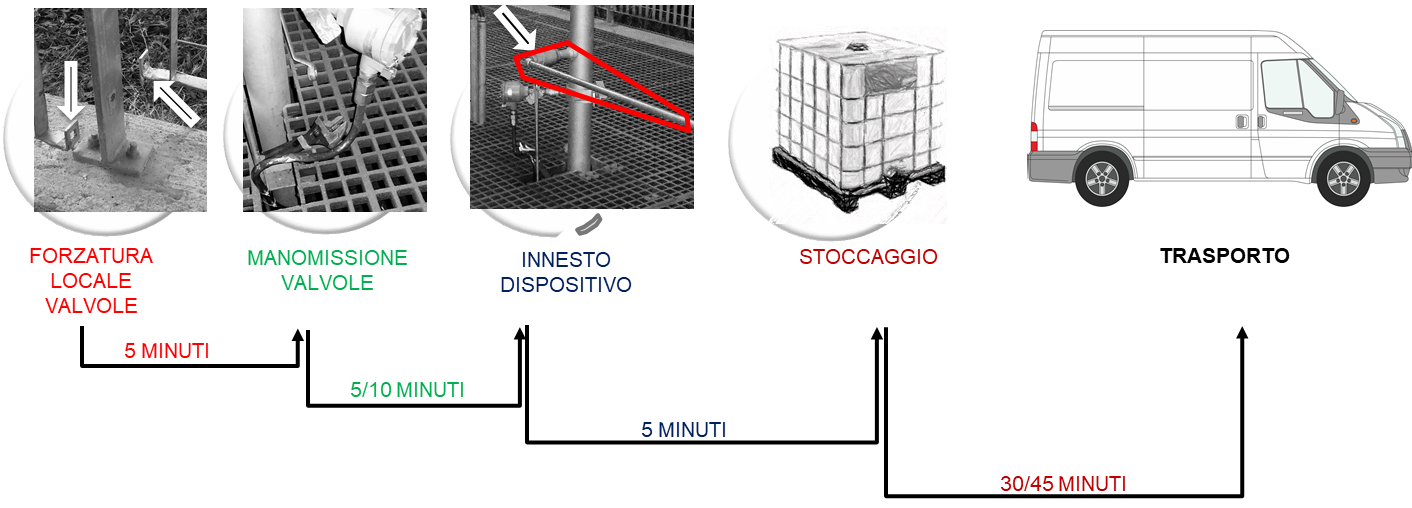 FORZATURA
LOCALE
VALVOLE
MANOMISSIONE
VALVOLE
INNESTO
DISPOSITIVO
STOCCAGGIO
TRASPORTO
5 MINUTI
5/10 MINUTI
5 MINUTI
30/45 MINUTI